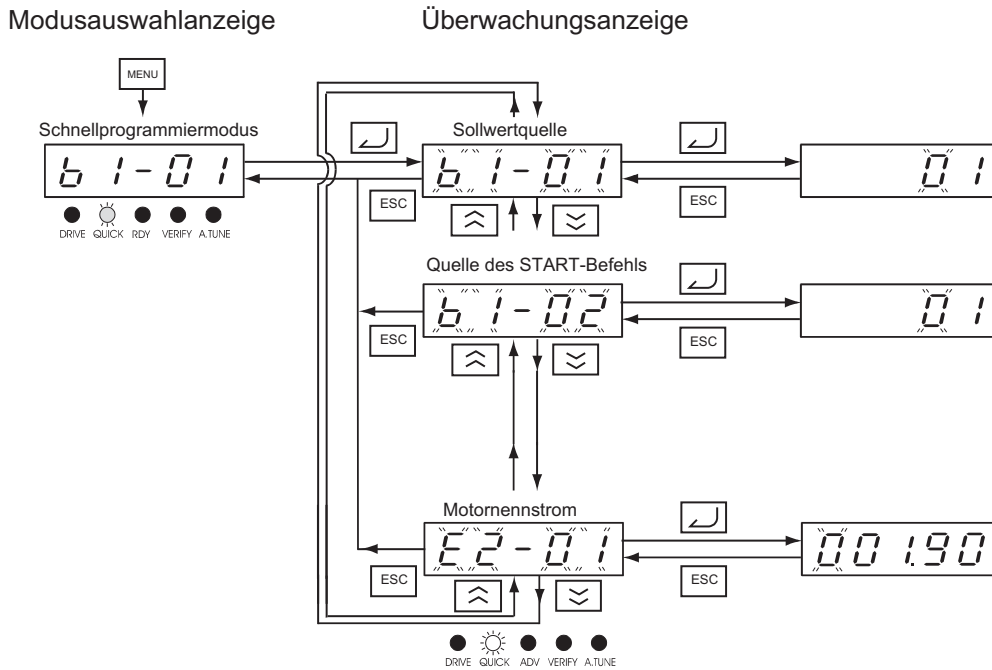 Modusauswahlanzeige
Überwachungsanzeige
MENU
Schnellprogrammiermodus
b1-01
DRIVE QUICK RDY VERIFY A.TUNE
Sollwertquelle
b1-01
ESC
ESC
01
Quelle des START-Befehls
b1-02
ESC
ESC
01
Motornennstrom
E2-01
ESC
ESC
001.90
DRIVE QUICK ADV VERIFY A.TUNE